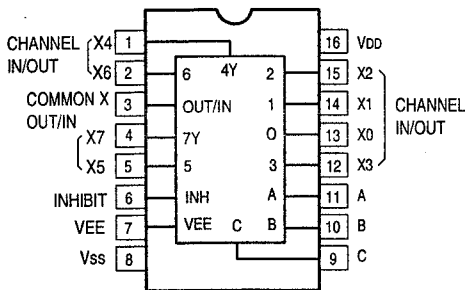 CHANNEL IN/OUT
X4 1
X6 2
COMMON X OUT/IN
3
X7 4
X5 5
INHIBIT 6
VEE 7
Vss 8
4Y
6
OUT/IN
7Y
5
INH
VEE
2
1
O
3
A
B
C
16 VDD
15 X2
14 X1
13 X0
12 X3
CHANNEL IN/OUT
11 A
10 B
9 C